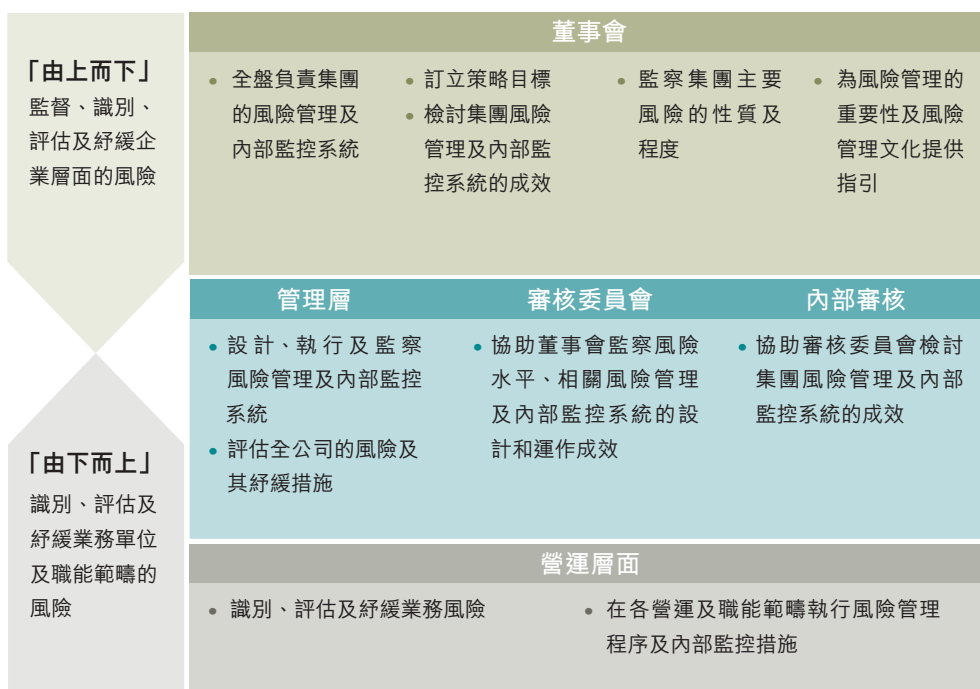 「由上而下」
監督、識別、
評估及紓緩企
業層面的風險
董事會
• 全盤負責集團
的風險管理及
內部監控系統
• 訂立策略目標
• 檢討集團風險
管理及內部監
控系統的成效
• 監察集團主要
風險的性質及
程度
• 為風險管理的
重要性及風險
管理文化提供
指引
管理層
• 設計、執行及監察
風險管理及內部監控
系統
• 評估全公司的風險及
其紓緩措施
審核委員會
• 協助董事會監察風險
水平、相關風險管理
及內部監控系統的設
計和運作成效
內部審核
• 協助審核委員會檢討
集團風險管理及內部
監控系統的成效
「由下而上」
識別、評估及
紓緩業務單位
及職能範疇的
風險
營運層面
• 識別、評估及紓緩業務風險
• 在各營運及職能範疇執行風險管理
程序及內部監控措施